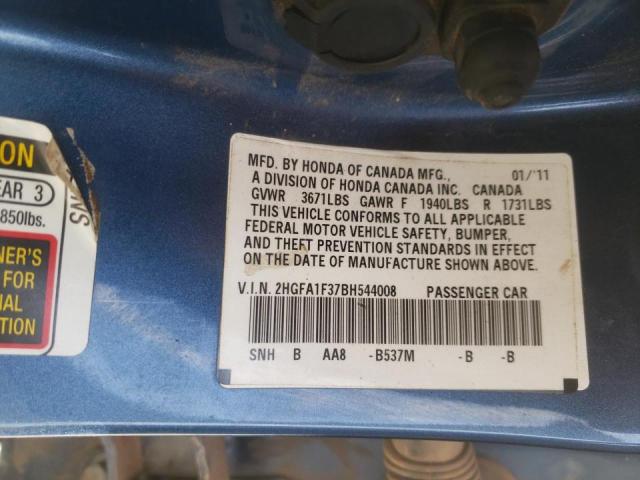 ON
EAR 3
850lbs.
NER'S
FOR
NAL
TION
MFD. BY HONDA OF CANADA MFG., 01/'11
A DIVISION OF HONDA CANADA INC. CANADA
GVWR 3671LBS GAWR F 1940LBS R 1731LBS
THIS VEHICLE CONFORMS TO ALL APPLICABLE
FEDERAL MOTOR VEHICLE SAFETY, BUMPER,
AND THEFT PREVENTION STANDARDS IN EFFECT
ON THE DATE OF MANUFACTURE SHOWN ABOVE.
V.I.N. 2HGFA1F37BH544008 PASSENGER CAR
SNH B AA8 -B537M -B -B